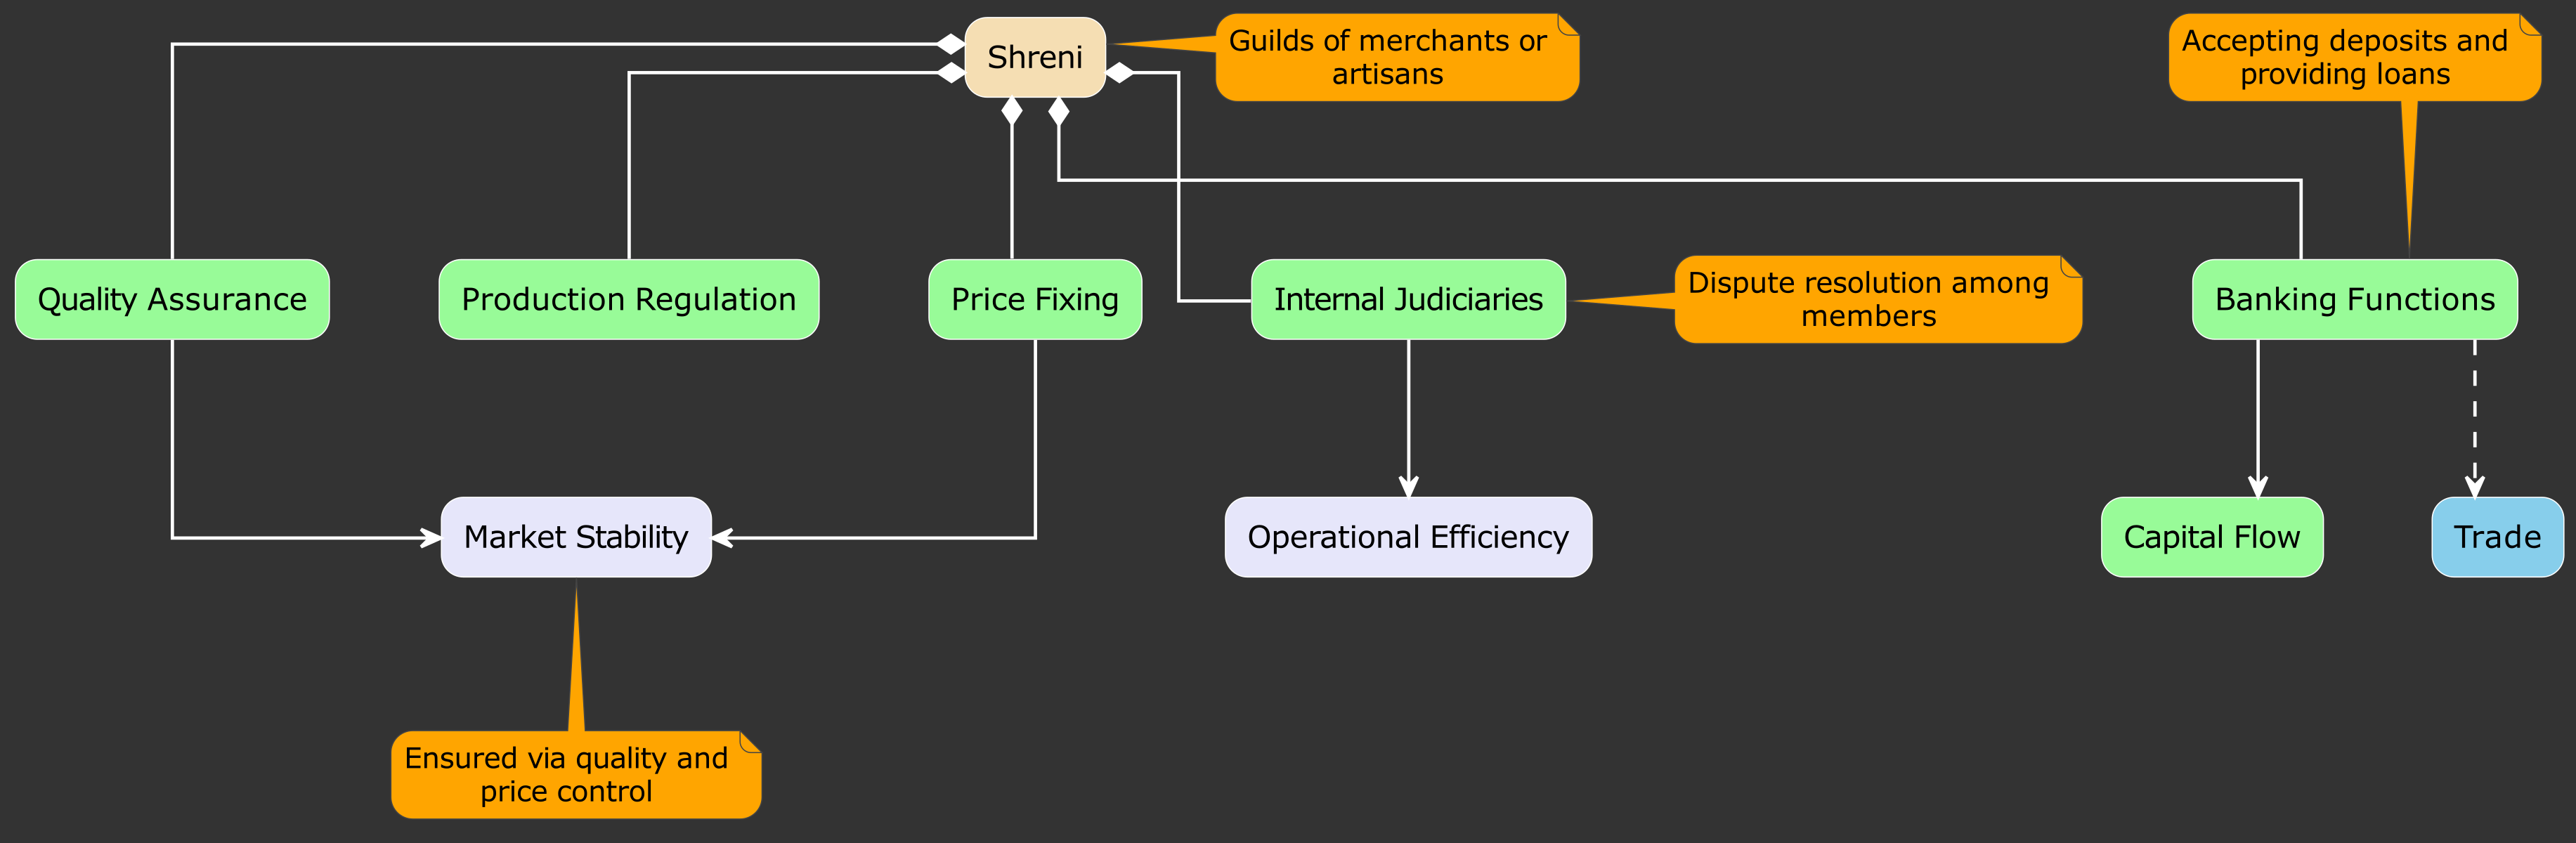 Shreni
Guilds of merchants or
artisans
Accepting deposits and
providing loans
Quality Assurance
Production Regulation
Price Fixing
Internal Judiciaries
Dispute resolution among
members
Banking Functions
Market Stability
Operational Efficiency
Capital Flow
Trade
Ensured via quality and
price control